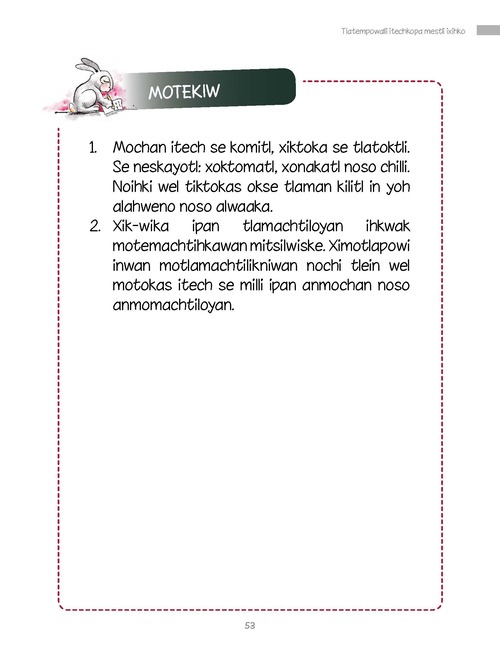 Tlatempowalli itechkopa mestli ixihko
MOTEKIW
1. Mochan itech se komitl, xiktoka se tlatoktli.
Se neskayotl: xoktomatl, xonakatl noso chilli.
Noihki wel tiktokas okse tlaman kilitl in yoh
alahweno noso alwaaka.
2. Xik-wika ipan tlamachtiloyan ihkwak
motemachtihkawan mitsilwiske. Ximotlapowi
inwan motlamachtilikniwan nochi tlein wel
motokas itech se milli ipan anmochan noso
anmomachtiloyan.
53